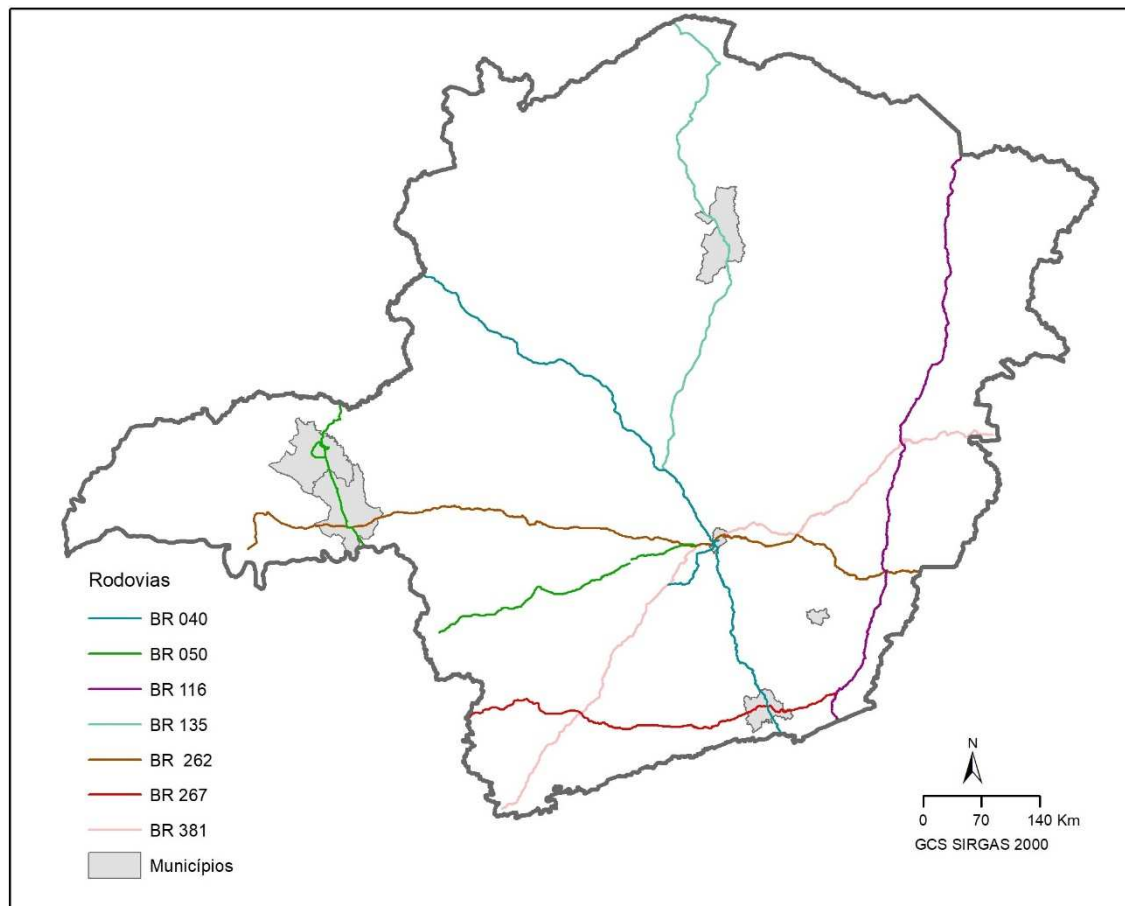 Rodovias
BR 040
BR 050
BR 116
BR 135
BR 262
BR 267
BR 381
Municípios
N
0 70 140 Km
GCS SIRGAS 2000